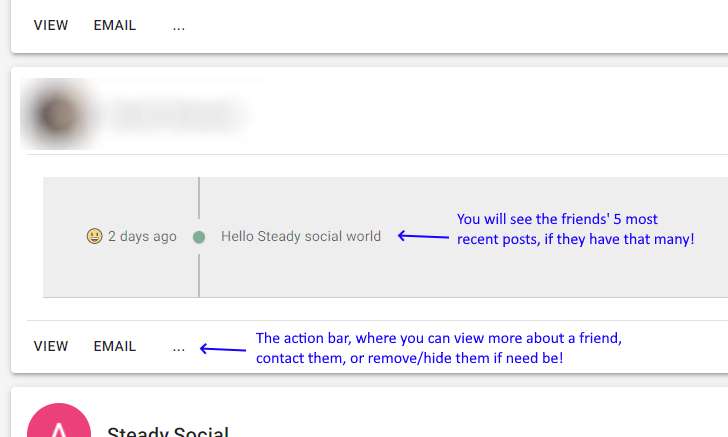 VIEW EMAIL ...
2 days ago Hello Steady social world
You will see the friends' 5 most
recent posts, if they have that many!
VIEW EMAIL ...
The action bar, where you can view more about a friend,
contact them, or remove/hide them if need be!
A Steady Social